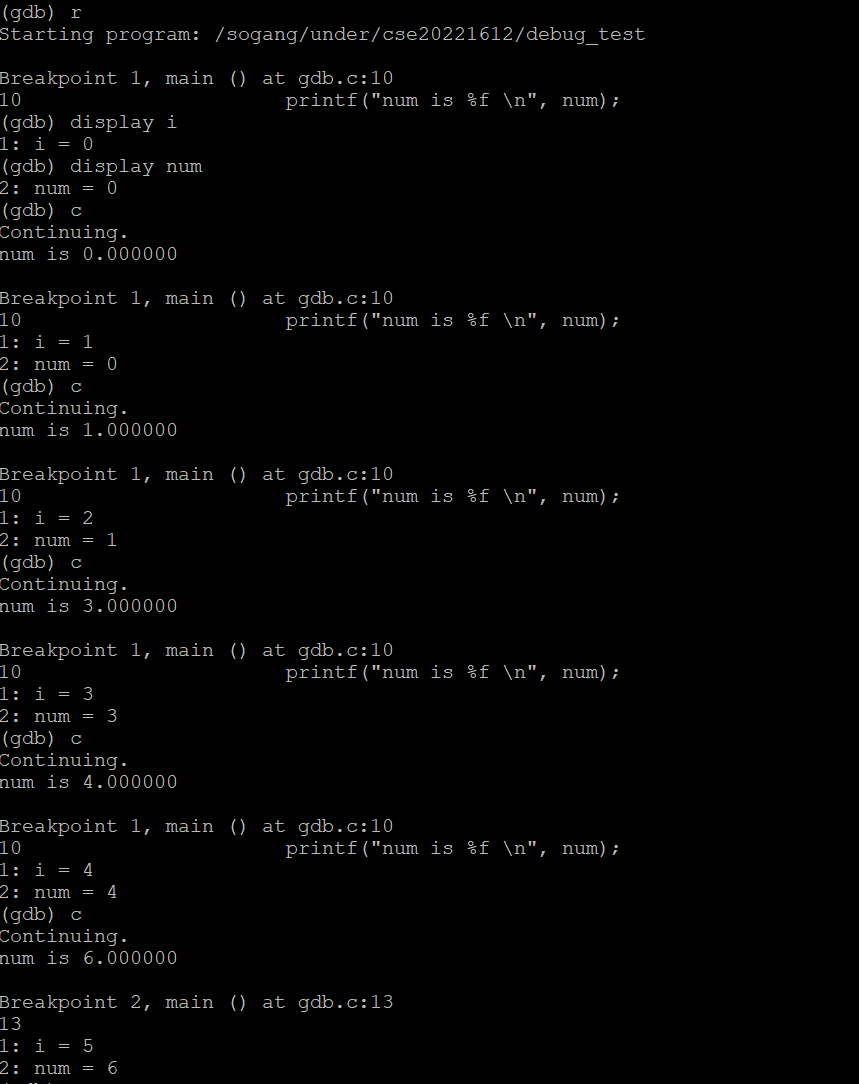 (gdb) r
Starting program: /sogang/under/cse20221612/debug_test
Breakpoint 1, main () at gdb.c:10
10                      printf("num is %f \n", num);
(gdb) display i
1: i = 0
(gdb) display num
2: num = 0
(gdb) c
Continuing.
num is 0.000000
Breakpoint 1, main () at gdb.c:10
10                      printf("num is %f \n", num);
1: i = 1
2: num = 0
(gdb) c
Continuing.
num is 1.000000
Breakpoint 1, main () at gdb.c:10
10                      printf("num is %f \n", num);
1: i = 2
2: num = 1
(gdb) c
Continuing.
num is 3.000000
Breakpoint 1, main () at gdb.c:10
10                      printf("num is %f \n", num);
1: i = 3
2: num = 3
(gdb) c
Continuing.
num is 4.000000
Breakpoint 1, main () at gdb.c:10
10                      printf("num is %f \n", num);
1: i = 4
2: num = 4
(gdb) c
Continuing.
num is 6.000000
Breakpoint 2, main () at gdb.c:13
13
1: i = 5
2: num = 6